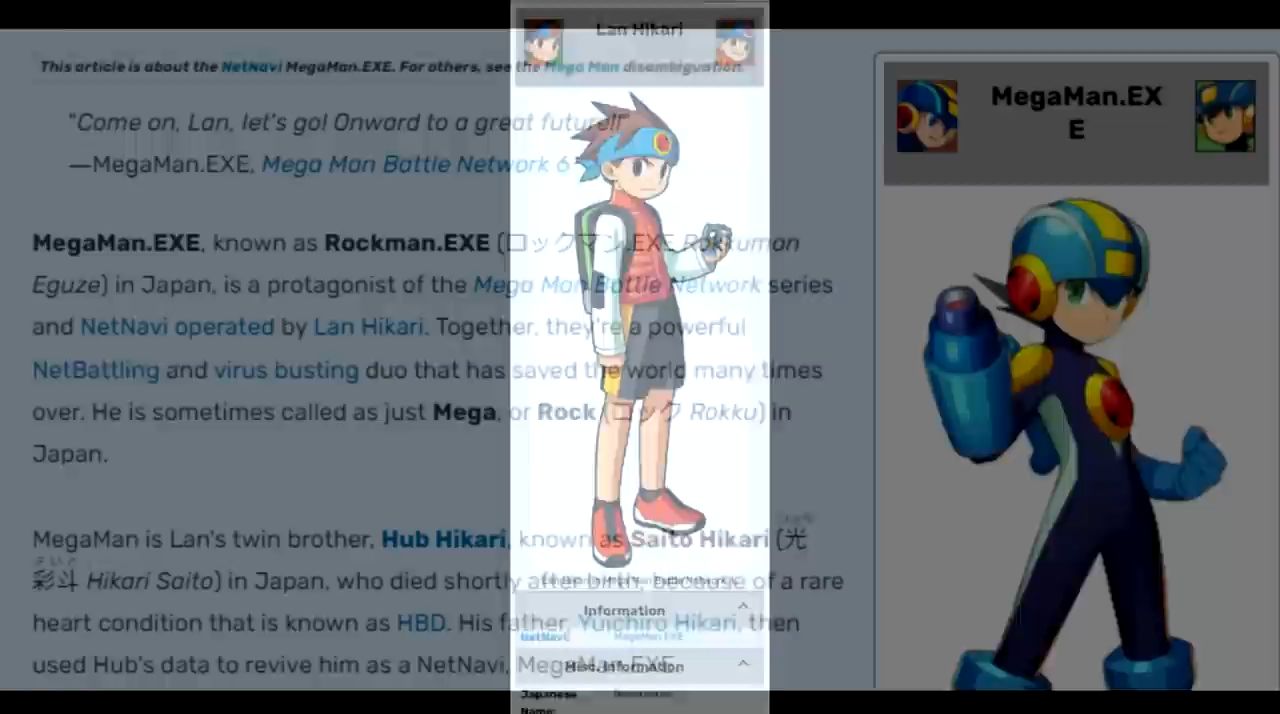 Lan Hikari
This article is about the NetNavi MegaMan.EXE. For others, see the Mega Man disambiguation.
MegaMan.EX
E
"Come on, Lan, let's go! Onward to a great future!!"
—MegaMan.EXE, Mega Man Battle Network 6
MegaMan.EXE, known as Rockman.EXE (ロックマン.EXE Rokkuman
Eguze) in Japan, is a protagonist of the Mega Man Battle Network series
and NetNavi operated by Lan Hikari. Together, they're a powerful
NetBattling and virus busting duo that has saved the world many times
over. He is sometimes called as just Mega, or Rock (ロック Rokku) in
Japan.
MegaMan is Lan's twin brother, Hub Hikari, known as Saito Hikari (光
彩斗 Hikari Saito) in Japan, who died shortly after birth, because of a rare
heart condition that is known as HBD. His father, Yuichiro Hikari, then
used Hub's data to revive him as a NetNavi, MegaMan.EXE.
Information
NetNavi: MegaMan.EXE
Misc. Information
Japanese
Name: